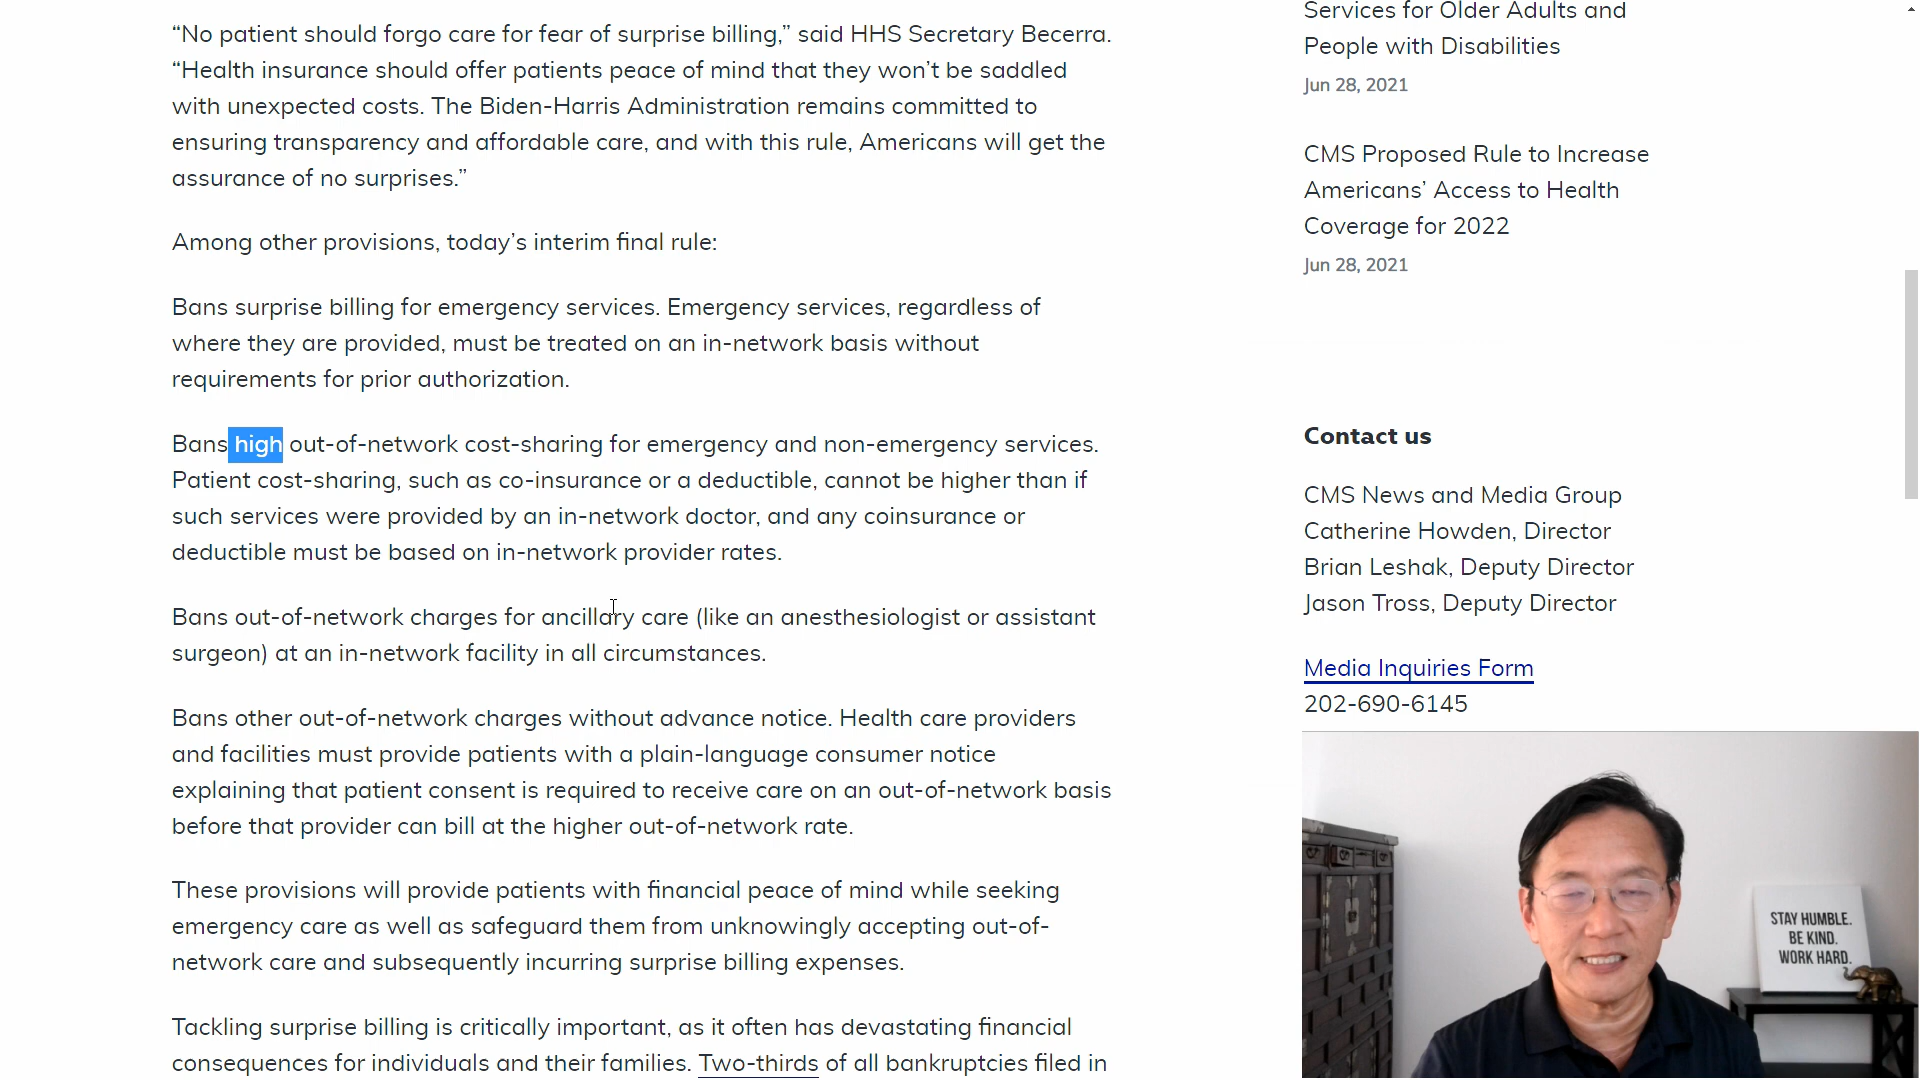 “No patient should forgo care for fear of surprise billing,” said HHS Secretary Becerra.
“Health insurance should offer patients peace of mind that they won’t be saddled
with unexpected costs. The Biden-Harris Administration remains committed to
ensuring transparency and affordable care, and with this rule, Americans will get the
assurance of no surprises.”
Among other provisions, today’s interim final rule:
Bans surprise billing for emergency services. Emergency services, regardless of
where they are provided, must be treated on an in-network basis without
requirements for prior authorization.
Bans high out-of-network cost-sharing for emergency and non-emergency services.
Patient cost-sharing, such as co-insurance or a deductible, cannot be higher than if
such services were provided by an in-network doctor, and any coinsurance or
deductible must be based on in-network provider rates.
Bans out-of-network charges for ancillary care (like an anesthesiologist or assistant
surgeon) at an in-network facility in all circumstances.
Bans other out-of-network charges without advance notice. Health care providers
and facilities must provide patients with a plain-language consumer notice
explaining that patient consent is required to receive care on an out-of-network basis
before that provider can bill at the higher out-of-network rate.
These provisions will provide patients with financial peace of mind while seeking
emergency care as well as safeguard them from unknowingly accepting out-of-
network care and subsequently incurring surprise billing expenses.
Tackling surprise billing is critically important, as it often has devastating financial
consequences for individuals and their families. Two-thirds of all bankruptcies filed in
Services for Older Adults and
People with Disabilities
Jun 28, 2021
CMS Proposed Rule to Increase
Americans’ Access to Health
Coverage for 2022
Jun 28, 2021
Contact us
CMS News and Media Group
Catherine Howden, Director
Brian Leshak, Deputy Director
Jason Tross, Deputy Director
Media Inquiries Form
202-690-6145
STAY HUMBLE.
BE KIND.
WORK HARD.